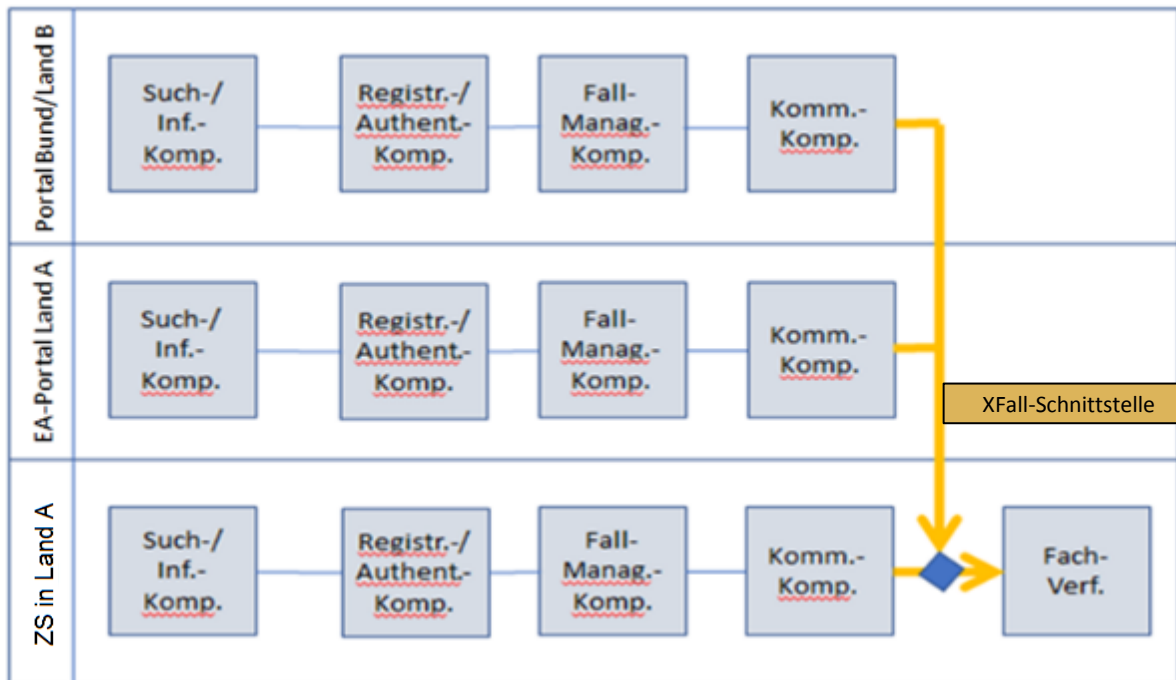 Portal Bund/Land B
Such-/
Inf.-
Komp.
Registr.-/
Authent.-
Komp.
Fall-
Manag.-
Komp.
Komm.-
Komp.
EA-Portal Land A
Such-/
Inf.-
Komp.
Registr.-/
Authent.-
Komp.
Fall-
Manag.-
Komp.
Komm.-
Komp.
XFall-Schnittstelle
ZS in Land A
Such-/
Inf.-
Komp.
Registr.-/
Authent.-
Komp.
Fall-
Manag.-
Komp.
Komm.-
Komp.
Fach-
Verf.